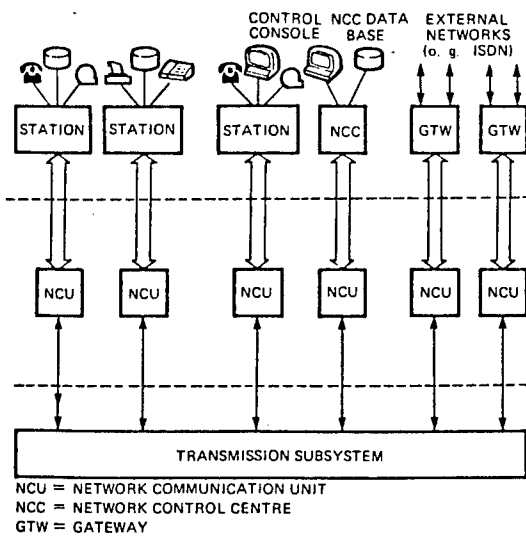 CONTROL NCC DATA EXTERNAL
CONSOLE BASE NETWORKS
(o. g. ISDN)
STATION STATION STATION NCC GTW GTW
NCU NCU NCU NCU NCU NCU
TRANSMISSION SUBSYSTEM
NCU = NETWORK COMMUNICATION UNIT
NCC = NETWORK CONTROL CENTRE
GTW = GATEWAY